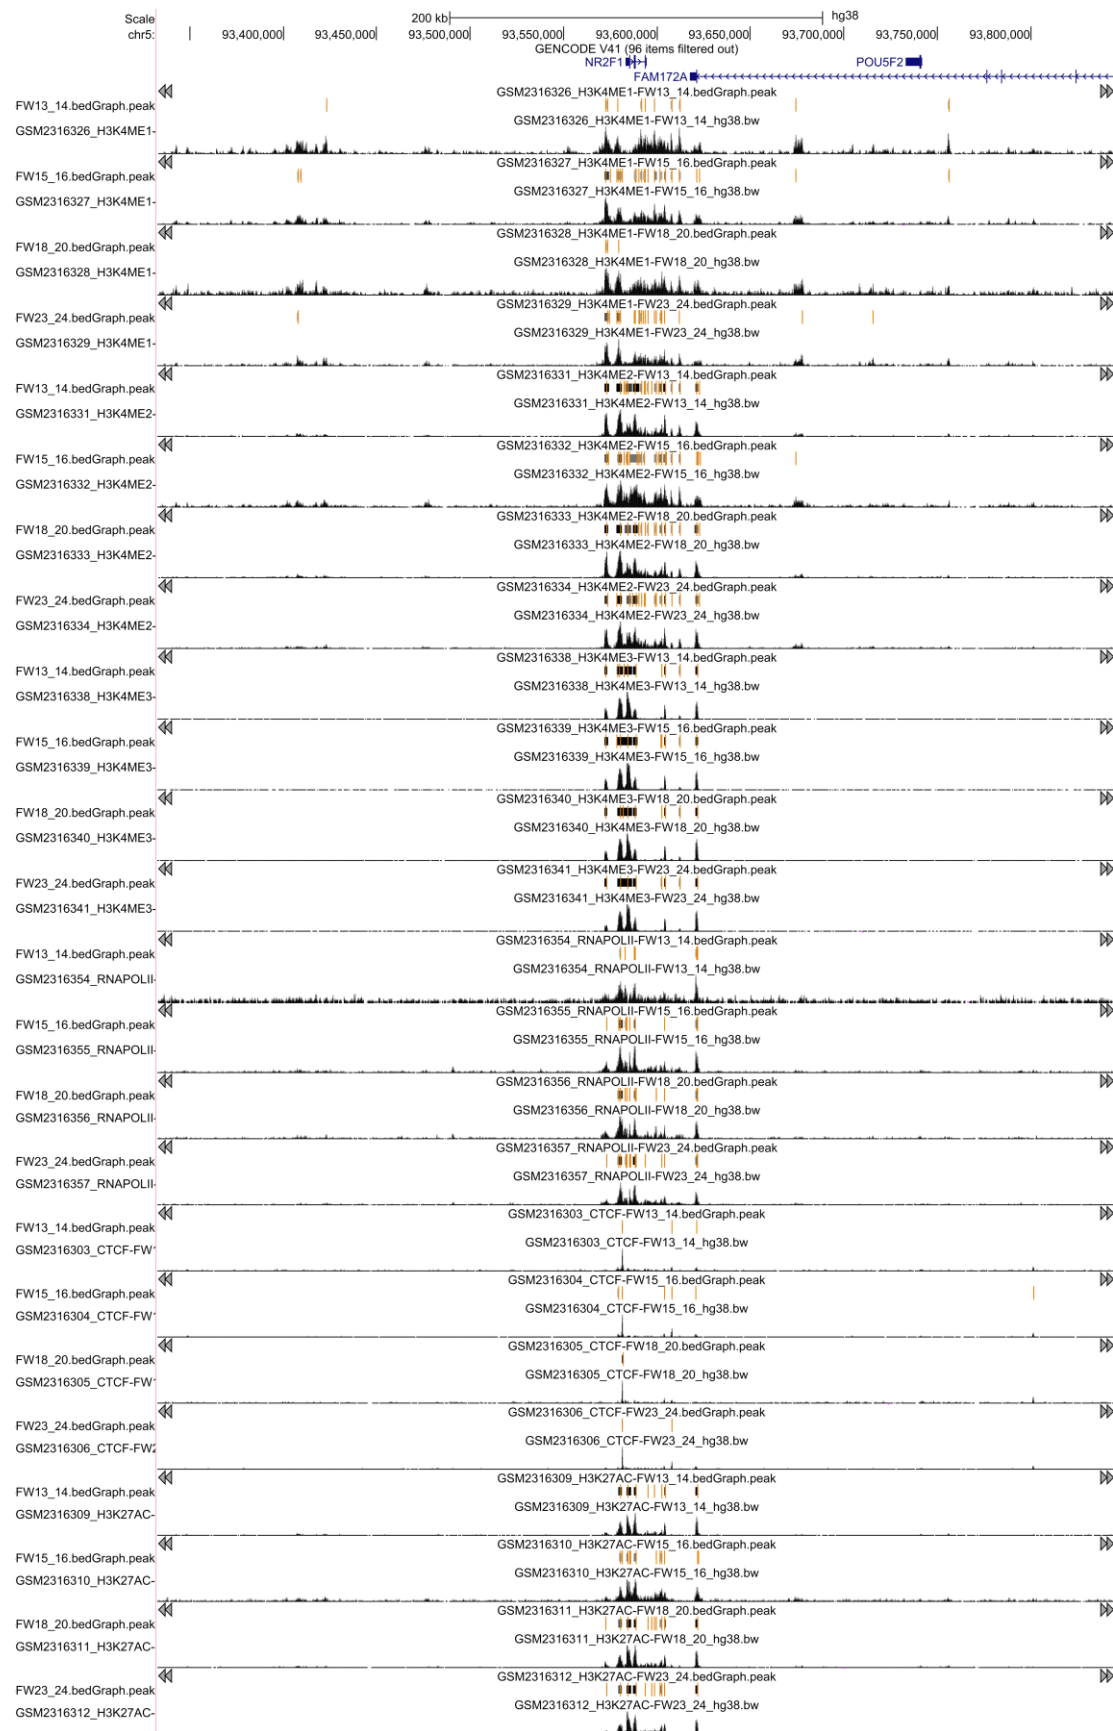 Scale 200 kb hg38
chr5: 93,400,000 93,450,000 93,500,000 93,550,000 93,600,000 93,650,000 93,700,000 93,750,000 93,800,000
GENCODE V41 (96 items filtered out)
NR2F1 POU5F2
FAM172A
GSM2316326_H3K4ME1-FW13_14.bedGraph.peak
FW13_14.bedGraph.peak
GSM2316326_H3K4ME1-FW13_14_hg38.bw
GSM2316326_H3K4ME1-
GSM2316327_H3K4ME1-FW15_16.bedGraph.peak
FW15_16.bedGraph.peak
GSM2316327_H3K4ME1-FW15_16_hg38.bw
GSM2316327_H3K4ME1-
GSM2316328_H3K4ME1-FW18_20.bedGraph.peak
FW18_20.bedGraph.peak
GSM2316328_H3K4ME1-FW18_20_hg38.bw
GSM2316328_H3K4ME1-
GSM2316329_H3K4ME1-FW23_24.bedGraph.peak
FW23_24.bedGraph.peak
GSM2316329_H3K4ME1-FW23_24_hg38.bw
GSM2316329_H3K4ME1-
GSM2316331_H3K4ME2-FW13_14.bedGraph.peak
FW13_14.bedGraph.peak
GSM2316331_H3K4ME2-FW13_14_hg38.bw
GSM2316331_H3K4ME2-
GSM2316332_H3K4ME2-FW15_16.bedGraph.peak
FW15_16.bedGraph.peak
GSM2316332_H3K4ME2-FW15_16_hg38.bw
GSM2316332_H3K4ME2-
GSM2316333_H3K4ME2-FW18_20.bedGraph.peak
FW18_20.bedGraph.peak
GSM2316333_H3K4ME2-FW18_20_hg38.bw
GSM2316333_H3K4ME2-
GSM2316334_H3K4ME2-FW23_24.bedGraph.peak
FW23_24.bedGraph.peak
GSM2316334_H3K4ME2-FW23_24_hg38.bw
GSM2316334_H3K4ME2-
GSM2316338_H3K4ME3-FW13_14.bedGraph.peak
FW13_14.bedGraph.peak
GSM2316338_H3K4ME3-FW13_14_hg38.bw
GSM2316338_H3K4ME3-
GSM2316339_H3K4ME3-FW15_16.bedGraph.peak
FW15_16.bedGraph.peak
GSM2316339_H3K4ME3-FW15_16_hg38.bw
GSM2316339_H3K4ME3-
GSM2316340_H3K4ME3-FW18_20.bedGraph.peak
FW18_20.bedGraph.peak
GSM2316340_H3K4ME3-FW18_20_hg38.bw
GSM2316340_H3K4ME3-
GSM2316341_H3K4ME3-FW23_24.bedGraph.peak
FW23_24.bedGraph.peak
GSM2316341_H3K4ME3-FW23_24_hg38.bw
GSM2316341_H3K4ME3-
GSM2316354_RNAPOLII-FW13_14.bedGraph.peak
FW13_14.bedGraph.peak
GSM2316354_RNAPOLII-FW13_14_hg38.bw
GSM2316354_RNAPOLII-
GSM2316355_RNAPOLII-FW15_16.bedGraph.peak
FW15_16.bedGraph.peak
GSM2316355_RNAPOLII-FW15_16_hg38.bw
GSM2316355_RNAPOLII-
GSM2316356_RNAPOLII-FW18_20.bedGraph.peak
FW18_20.bedGraph.peak
GSM2316356_RNAPOLII-FW18_20_hg38.bw
GSM2316356_RNAPOLII-
GSM2316357_RNAPOLII-FW23_24.bedGraph.peak
FW23_24.bedGraph.peak
GSM2316357_RNAPOLII-FW23_24_hg38.bw
GSM2316357_RNAPOLII-
GSM2316303_CTCF-FW13_14.bedGraph.peak
FW13_14.bedGraph.peak
GSM2316303_CTCF-FW13_14_hg38.bw
GSM2316303_CTCF-FW1
GSM2316304_CTCF-FW15_16.bedGraph.peak
FW15_16.bedGraph.peak
GSM2316304_CTCF-FW15_16_hg38.bw
GSM2316304_CTCF-FW1
GSM2316305_CTCF-FW18_20.bedGraph.peak
FW18_20.bedGraph.peak
GSM2316305_CTCF-FW18_20_hg38.bw
GSM2316305_CTCF-FW1
GSM2316306_CTCF-FW23_24.bedGraph.peak
FW23_24.bedGraph.peak
GSM2316306_CTCF-FW23_24_hg38.bw
GSM2316306_CTCF-FW2
GSM2316309_H3K27AC-FW13_14.bedGraph.peak
FW13_14.bedGraph.peak
GSM2316309_H3K27AC-FW13_14_hg38.bw
GSM2316309_H3K27AC-
GSM2316310_H3K27AC-FW15_16.bedGraph.peak
FW15_16.bedGraph.peak
GSM2316310_H3K27AC-FW15_16_hg38.bw
GSM2316310_H3K27AC-
GSM2316311_H3K27AC-FW18_20.bedGraph.peak
FW18_20.bedGraph.peak
GSM2316311_H3K27AC-FW18_20_hg38.bw
GSM2316311_H3K27AC-
GSM2316312_H3K27AC-FW23_24.bedGraph.peak
FW23_24.bedGraph.peak
GSM2316312_H3K27AC-FW23_24_hg38.bw
GSM2316312_H3K27AC-